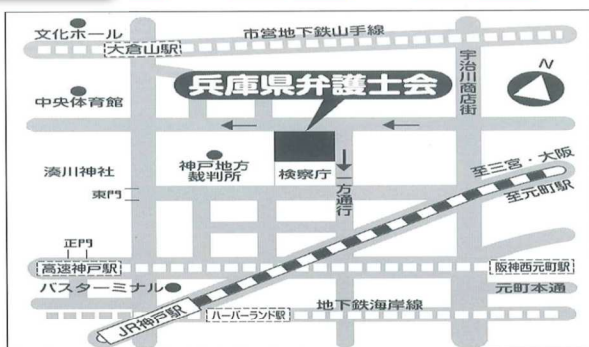 文化ホール
市営地下鉄山手線
大倉山駅
宇治川商店街
N
兵庫県弁護士会
中央体育館
湊川神社
神戸地方
裁判所
検察庁
一方通行
至三宮・大阪
至元町駅
東門
正門
高速神戸駅
阪神西元町駅
バスターミナル
元町本通
地下鉄海岸線
ハーバーランド駅
JR神戸駅